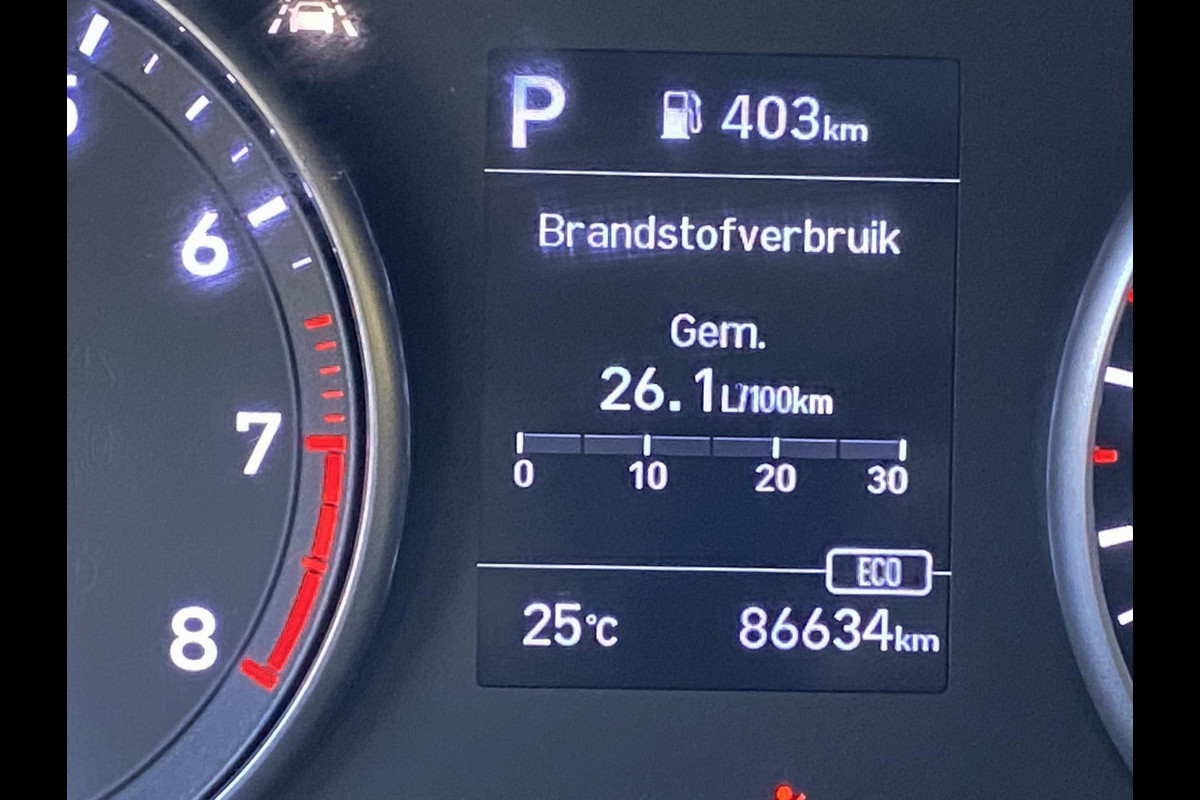 P 403km
Brandstofverbruik
Gem.
26.1L/100km
0 10 20 30
ECO
25°C 86634km
6
7
8